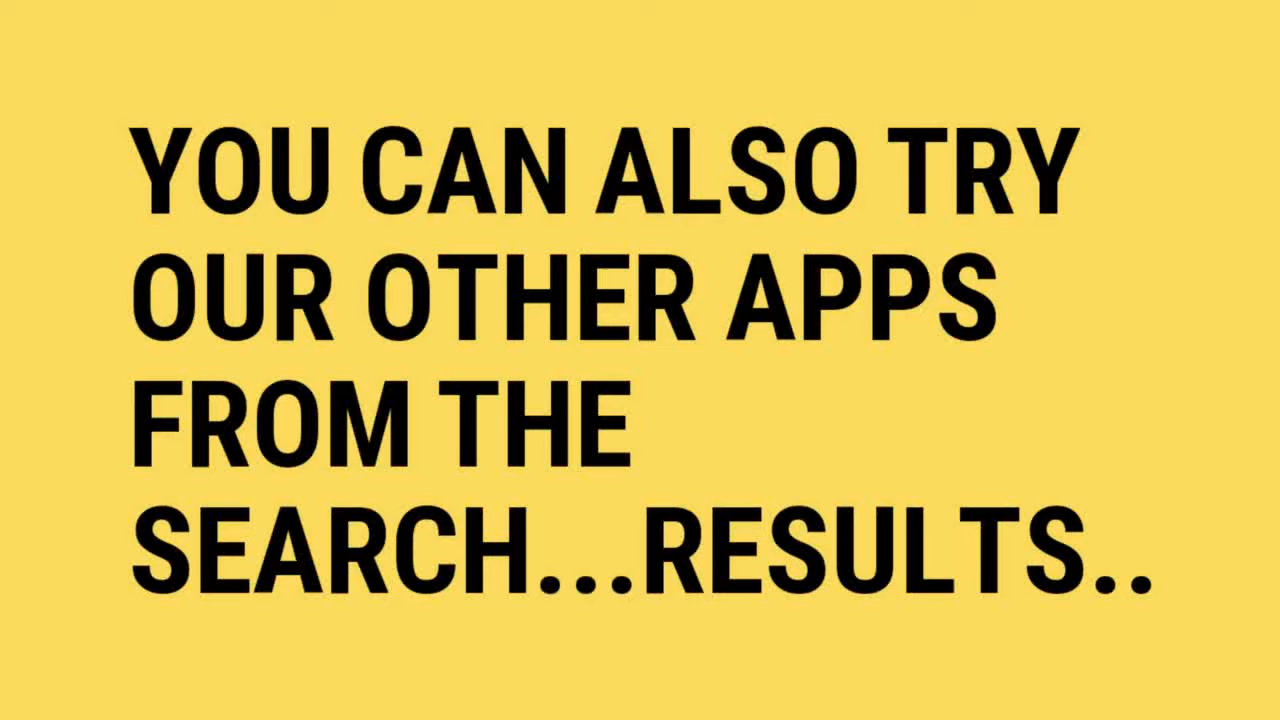 YOU CAN ALSO TRY
OUR OTHER APPS
FROM THE
SEARCH...RESULTS..